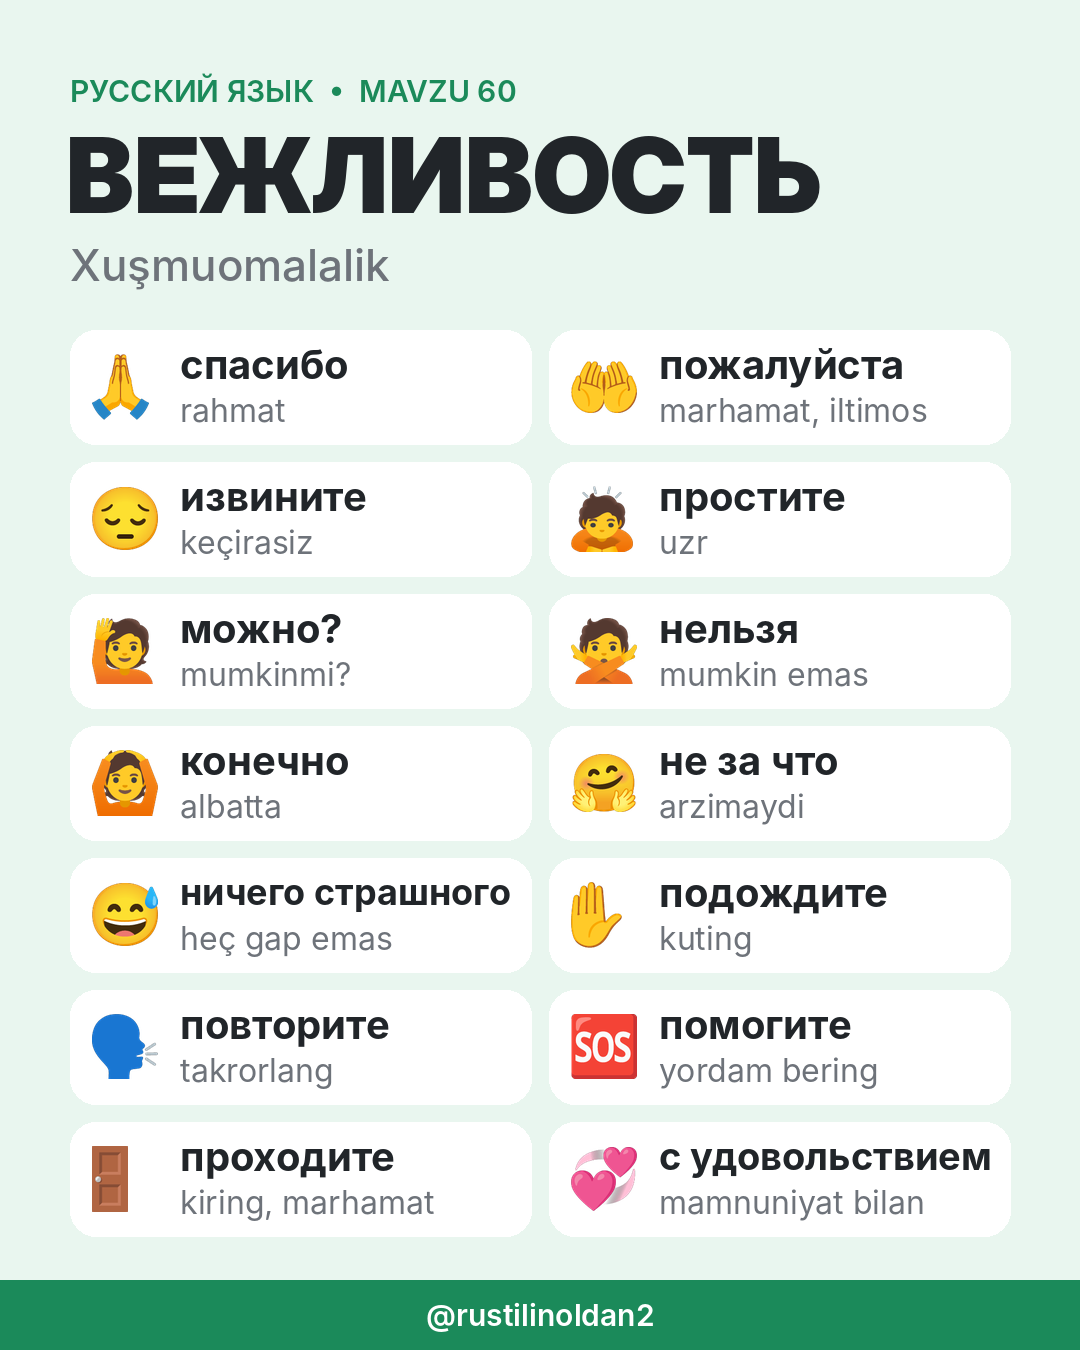 РУССКИЙ ЯЗЫК • MAVZU 60
ВЕЖЛИВОСТЬ
Xuşmuomalalik
спасибо
rahmat
пожалуйста
marhamat, iltimos
извините
keçirasiz
простите
uzr
можно?
mumkinmi?
нельзя
mumkin emas
конечно
albatta
не за что
arzimaydi
ничего страшного
heç gap emas
подождите
kuting
повторите
takrorlang
SOS
помогите
yordam bering
проходите
kiring, marhamat
с удовольствием
mamnuniyat bilan
@rustilinoldan2